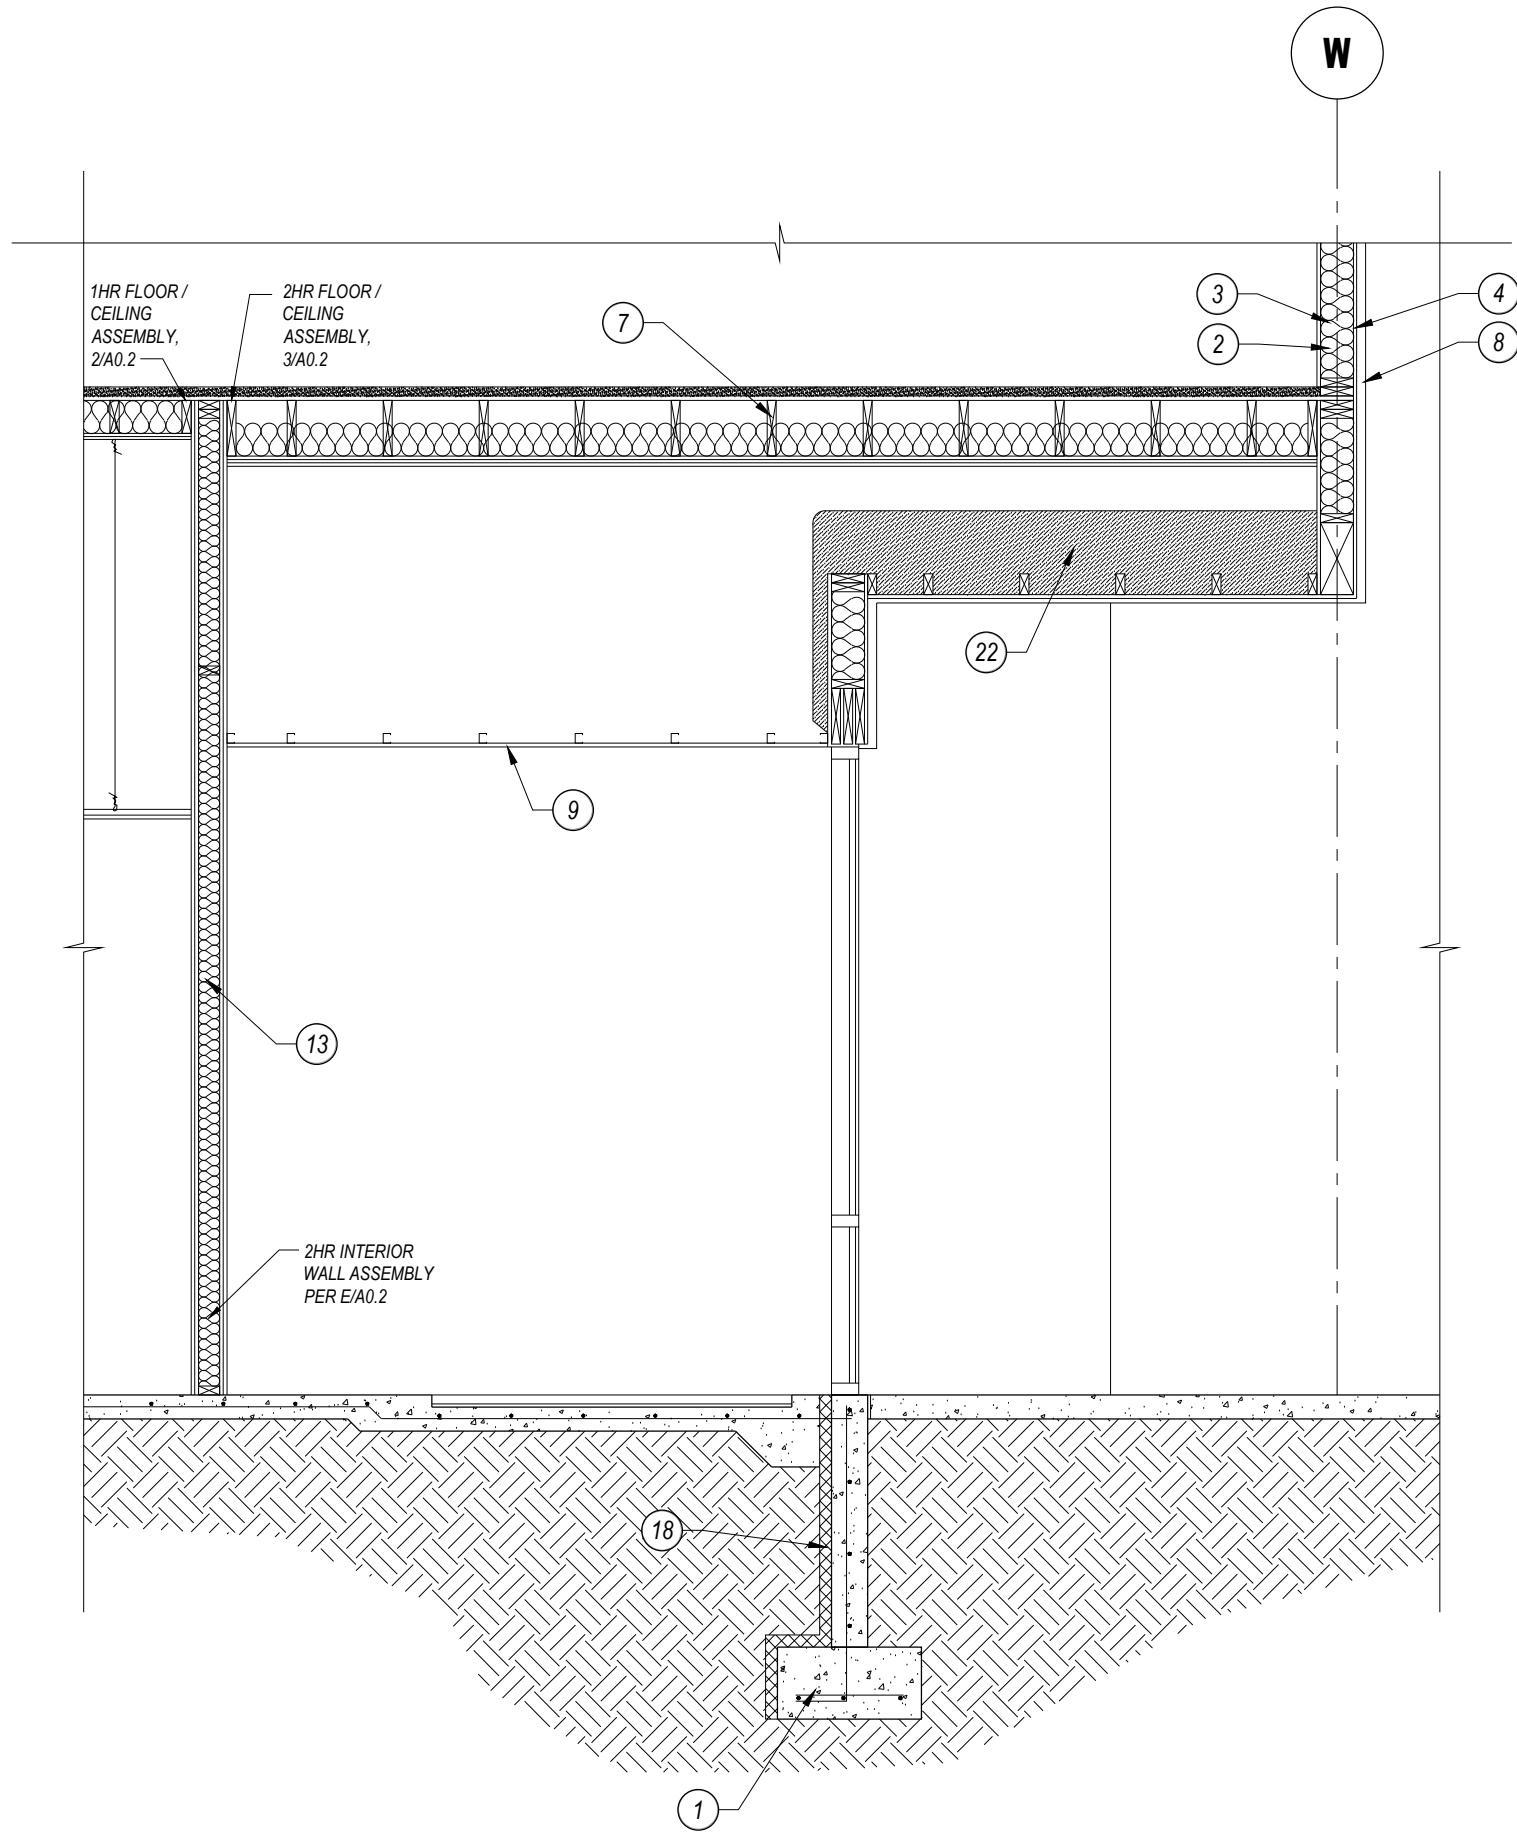 W
1HR FLOOR /
CEILING
ASSEMBLY,
2/A0.2
2HR FLOOR /
CEILING
ASSEMBLY,
3/A0.2
7
3
2
4
8
22
9
13
2HR INTERIOR
WALL ASSEMBLY
PER E/A0.2
18
1